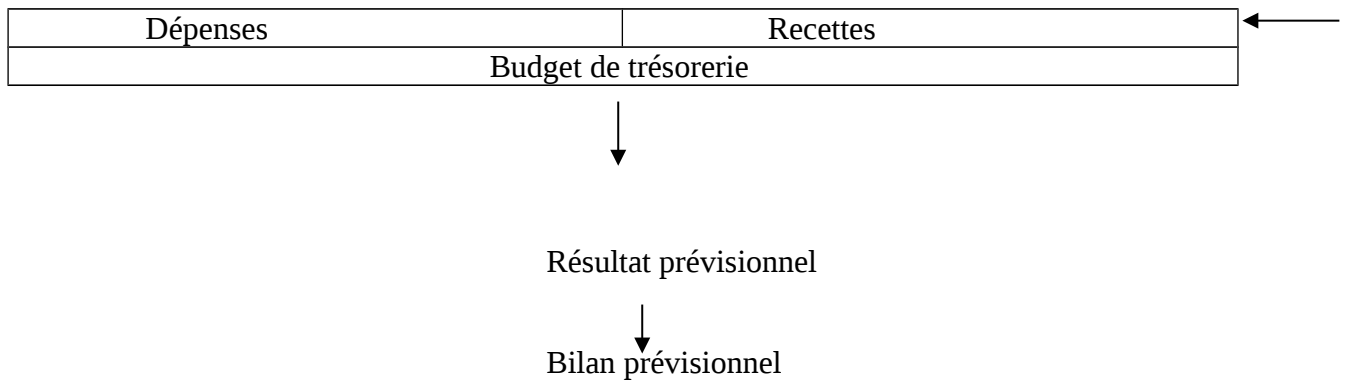 Dépenses Recettes
Budget de trésorerie
Résultat prévisionnel
Bilan prévisionnel